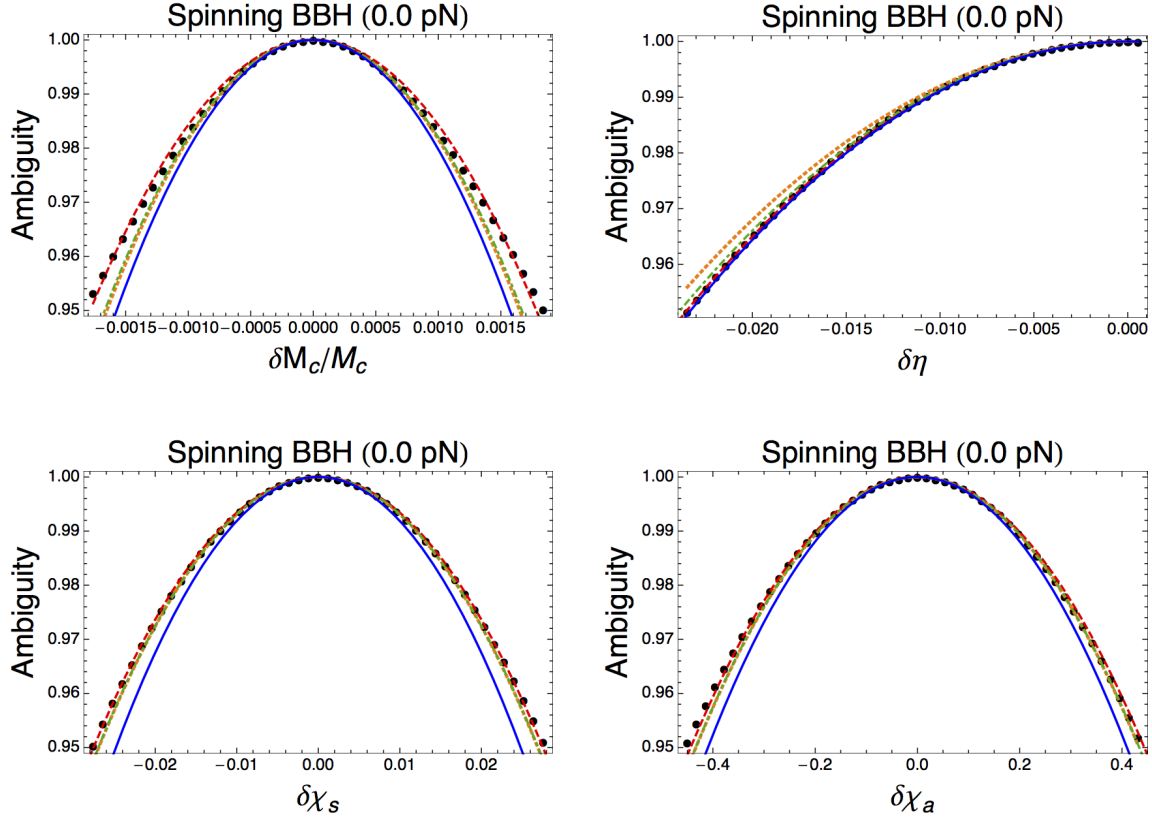 Spinning BBH (0.0 pN)
Ambiguity
1.00
0.99
0.98
0.97
0.96
0.95
−0.0015 −0.0010 −0.0005 0.0000 0.0005 0.0010 0.0015
δM_c/M_c
Spinning BBH (0.0 pN)
Ambiguity
1.00
0.99
0.98
0.97
0.96
−0.020 −0.015 −0.010 −0.005 0.000
δη
Spinning BBH (0.0 pN)
Ambiguity
1.00
0.99
0.98
0.97
0.96
0.95
−0.02 −0.01 0.00 0.01 0.02
δχ_s
Spinning BBH (0.0 pN)
Ambiguity
1.00
0.99
0.98
0.97
0.96
0.95
−0.4 −0.2 0.0 0.2 0.4
δχ_a